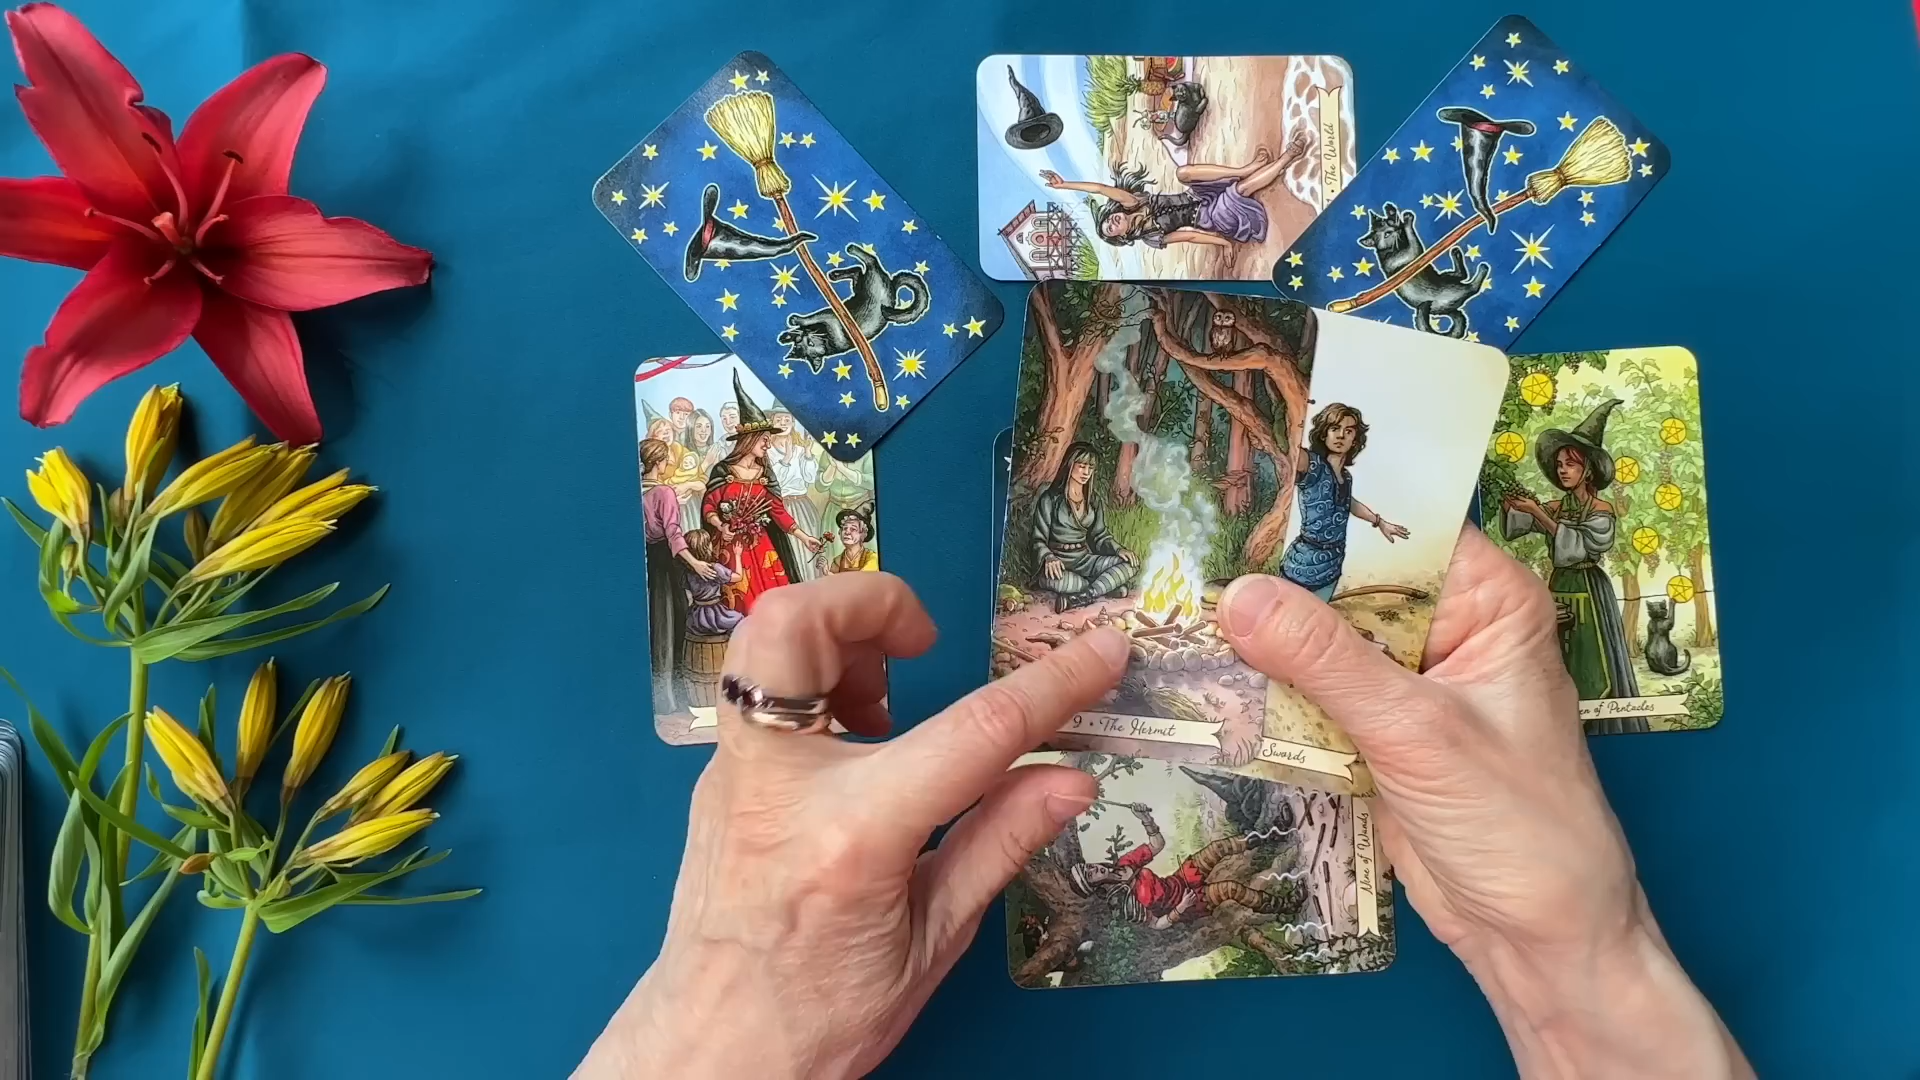 • The World
9 • The Hermit
Swords
en of Pentacles
Nine of Wands